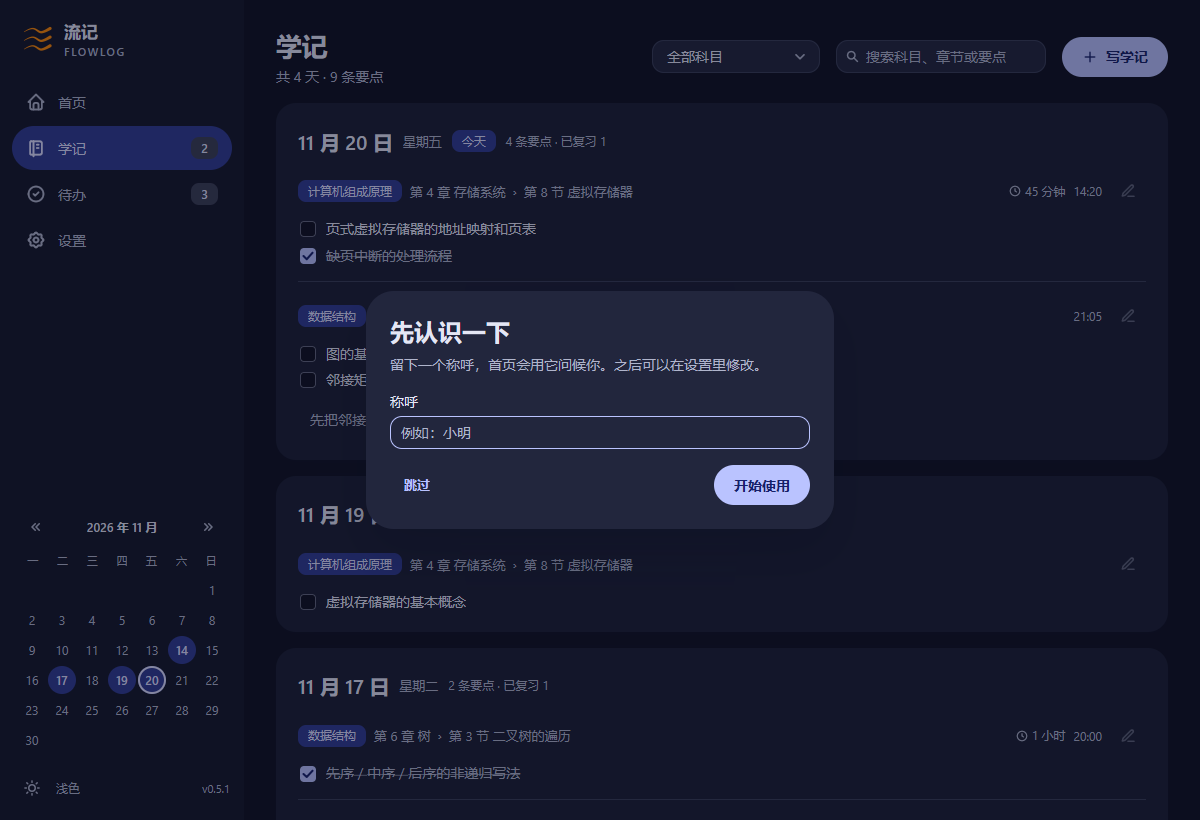 流记
FLOWLOG
首页
学记 2
待办 3
设置
« 2026 年 11 月 »
一 二 三 四 五 六 日
1
2 3 4 5 6 7 8
9 10 11 12 13 14 15
16 17 18 19 20 21 22
23 24 25 26 27 28 29
30
浅色 v0.5.1
学记
共 4 天 · 9 条要点
全部科目
搜索科目、章节或要点
+ 写学记
11 月 20 日 星期五 今天 4 条要点 · 已复习 1
计算机组成原理 第 4 章 存储系统 › 第 8 节 虚拟存储器 45 分钟 14:20
页式虚拟存储器的地址映射和页表
缺页中断的处理流程
数据结构 21:05
图的基
邻接矩
先把邻接
先认识一下
留下一个称呼，首页会用它问候你。之后可以在设置里修改。
称呼
例如：小明
跳过 开始使用
11 月 19
计算机组成原理 第 4 章 存储系统 › 第 8 节 虚拟存储器
虚拟存储器的基本概念
11 月 17 日 星期二 2 条要点 · 已复习 1
数据结构 第 6 章 树 › 第 3 节 二叉树的遍历 1 小时 20:00
先序 / 中序 / 后序的非递归写法